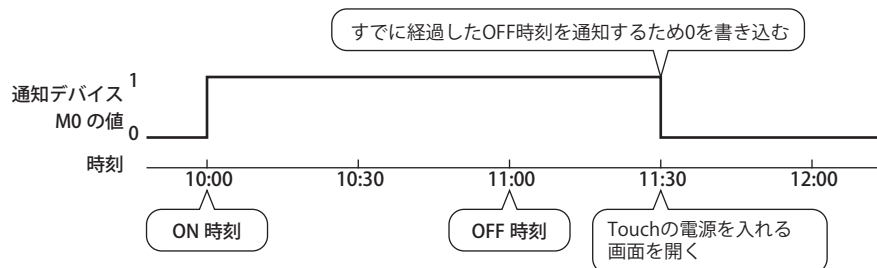 すでに経過したOFF時刻を通知するため0を書き込む
通知デバイス
M0 の値
1
0
時刻
10:00
10:30
11:00
11:30
12:00
ON 時刻
OFF 時刻
Touchの電源を入れる
画面を開く